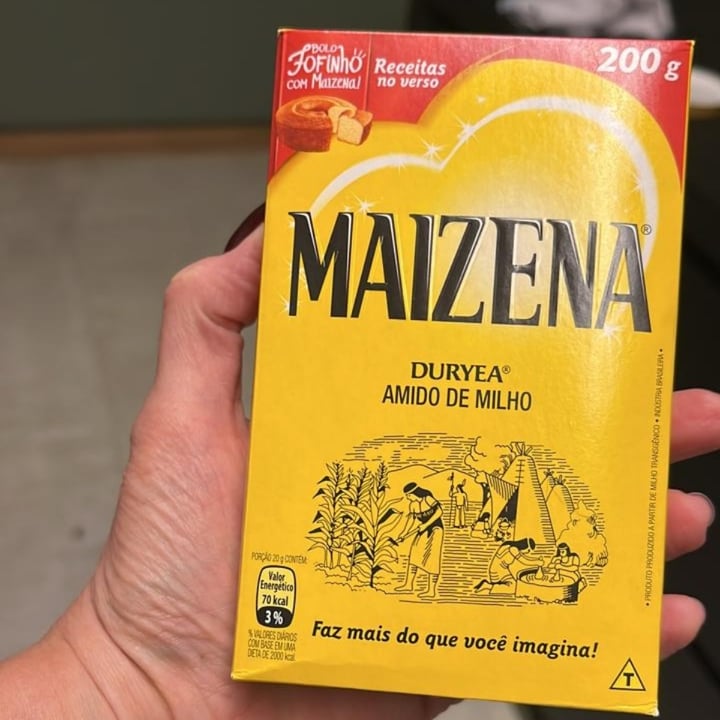 BOLO
FOFINHO
COM MAIZENA!
Receitas
no verso
200 g
MAIZENA®
DURYEA®
AMIDO DE MILHO
• PRODUTO PRODUZIDO A PARTIR DE MILHO TRANSGÊNICO • INDÚSTRIA BRASILEIRA •
PORÇÃO 20 g CONTÉM:
Valor
Energético
70 kcal
3%
% VALORES DIÁRIOS
COM BASE EM UMA
DIETA DE 2000 kcal
Faz mais do que você imagina!
T